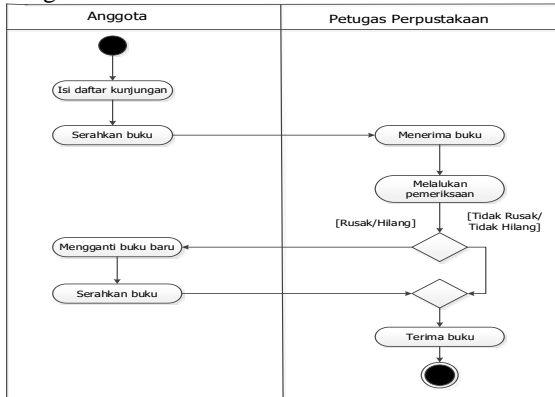 Anggota
Petugas Perpustakaan
Isi daftar kunjungan
Serahkan buku
Menerima buku
Melalukan
pemeriksaan
[Rusak/Hilang]
[Tidak Rusak/
Tidak Hilang]
Mengganti buku baru
Serahkan buku
Terima buku